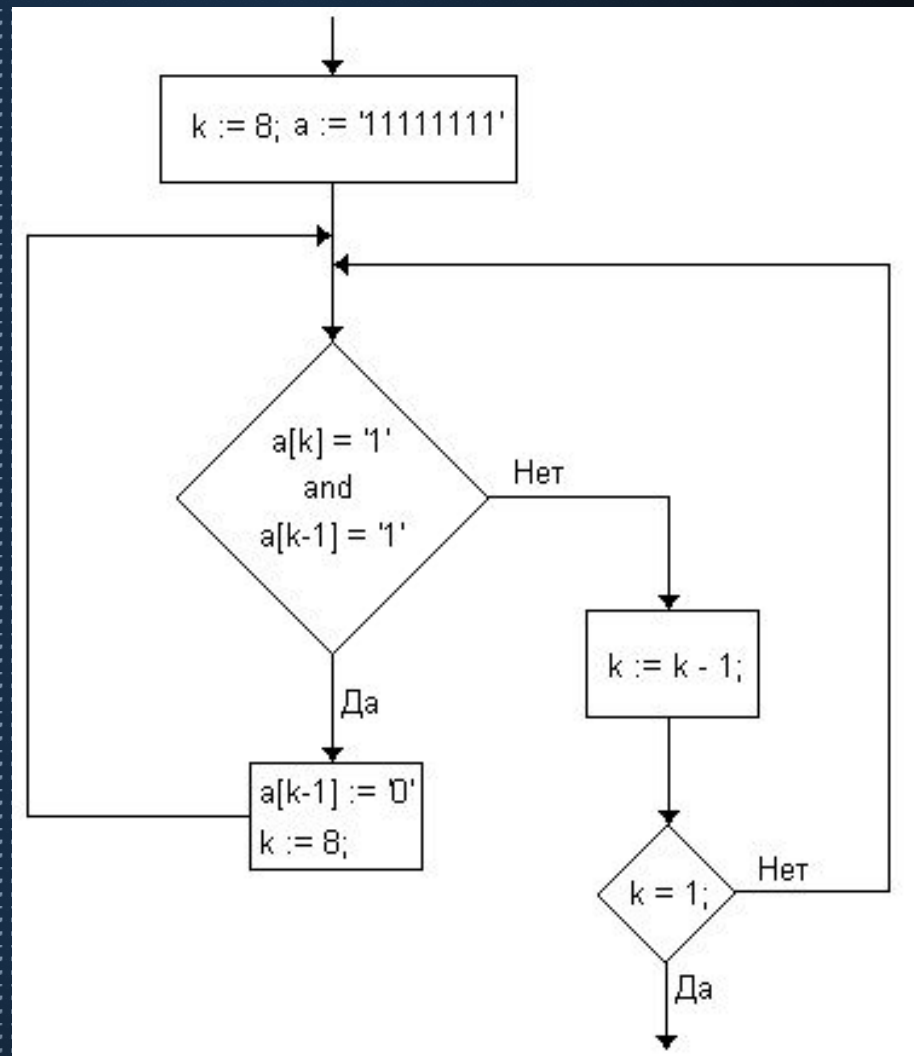 k := 8; a := '11111111'
a[k] = '1'
and
a[k-1] = '1'
Нет
k := k - 1;
Да
a[k-1] := '0'
k := 8;
k = 1;
Нет
Да